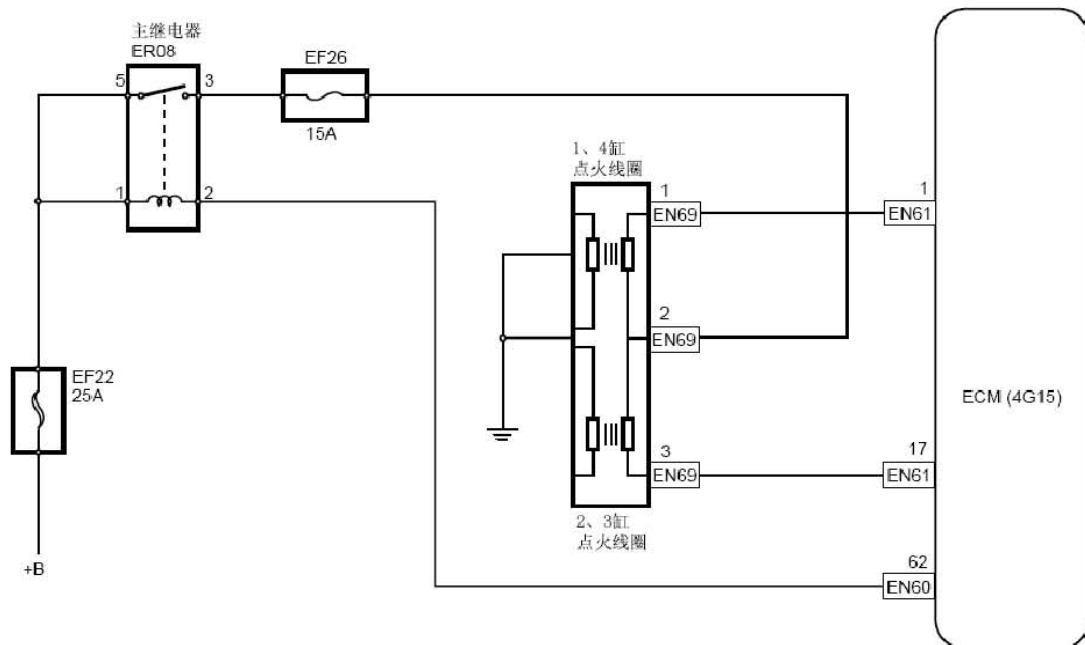 主继电器
ER08
5
3
EF26
15A
1
2
1、4缸
点火线圈
1
EN69
1
EN61
2
EN69
EF22
25A
ECM (4G15)
3
EN69
17
EN61
2、3缸
点火线圈
+B
62
EN60